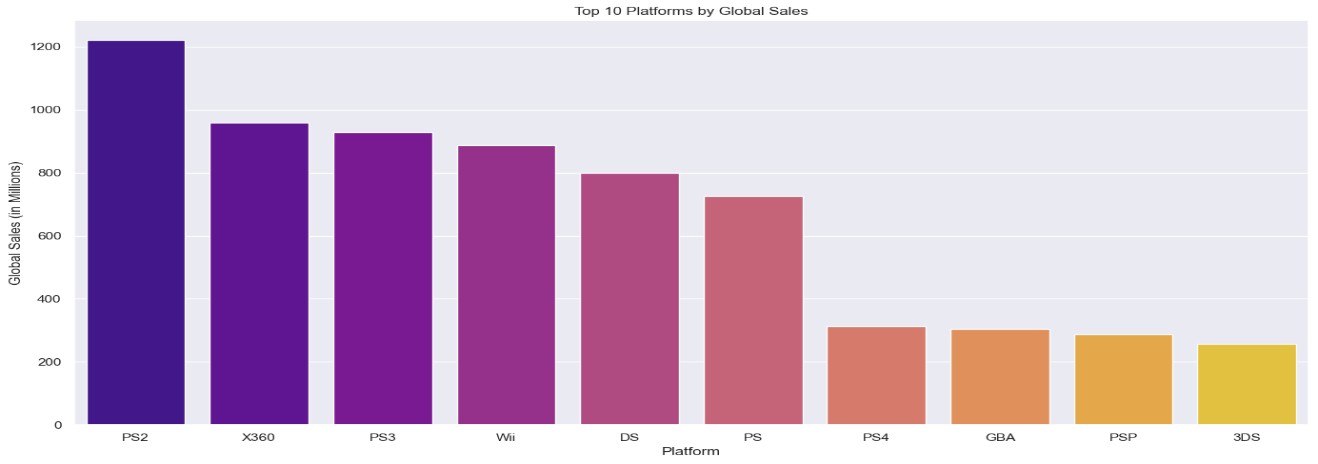 Top 10 Platforms by Global Sales
Global Sales (in Millions)
1200
1000
800
600
400
200
0
PS2 X360 PS3 Wii DS PS PS4 GBA PSP 3DS
Platform